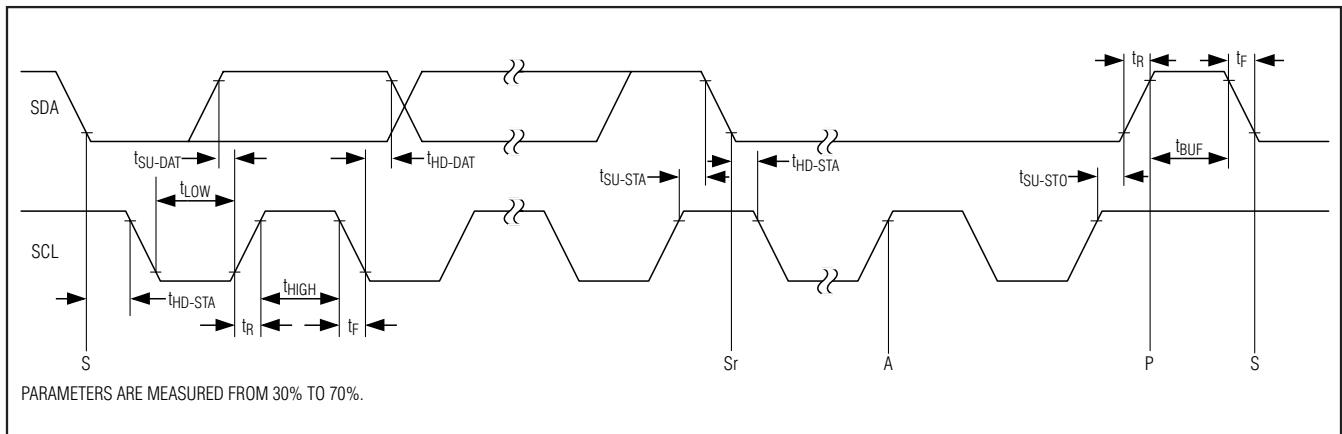 tR
tF
SDA
tSU-DAT
tHD-DAT
tSU-STA
tHD-STA
tBUF
tSU-STO
tLOW
SCL
tHIGH
tHD-STA
tR
tF
S
Sr
A
P
S
PARAMETERS ARE MEASURED FROM 30% TO 70%.